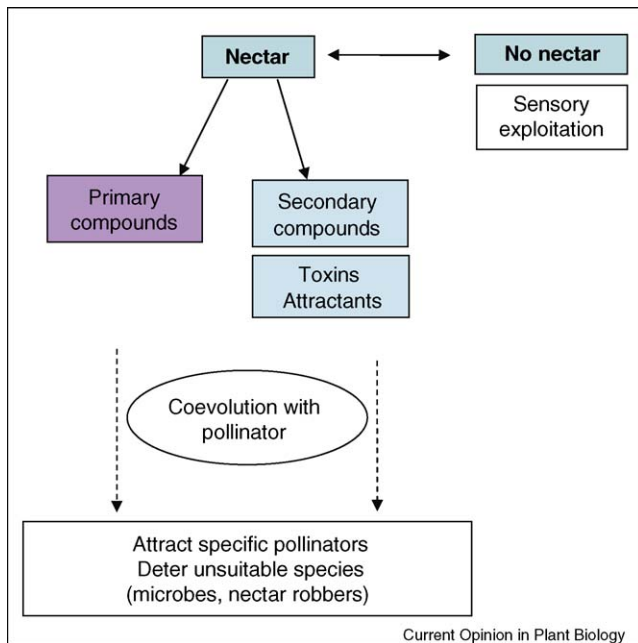 Nectar
No nectar
Sensory
exploitation
Primary
compounds
Secondary
compounds
Toxins
Attractants
Coevolution with
pollinator
Attract specific pollinators
Deter unsuitable species
(microbes, nectar robbers)
Current Opinion in Plant Biology